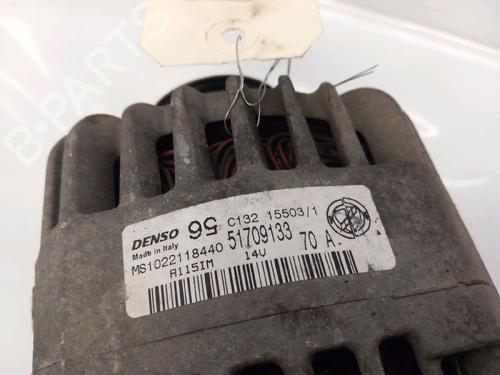 B-PARTS
DENSO 95 C132 15503/1
Made in Italy
MS1022118440 51709133 70 A.
A115IM 14V